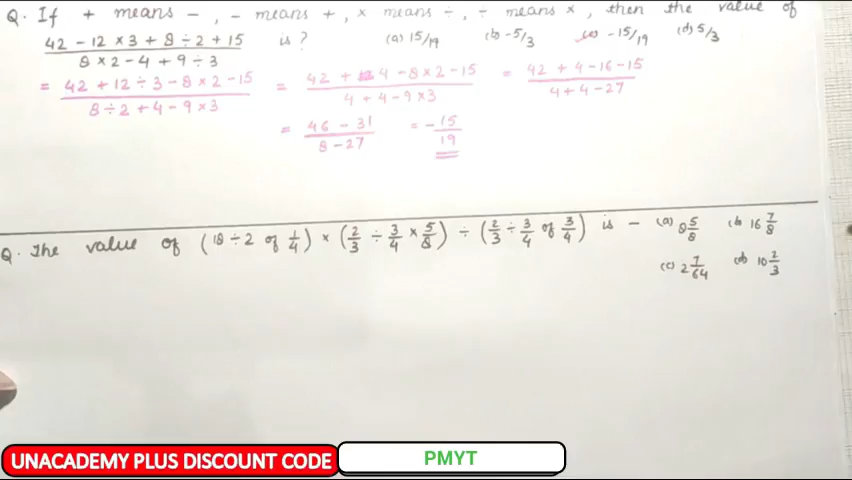 Q. If + means -, - means +, × means ÷, ÷ means ×, then the value of
42 - 12 × 3 + 8 ÷ 2 + 15 / 8 × 2 - 4 + 9 ÷ 3 is ? (a) 15/19 (b) -5/3 (c) -15/19 (d) 5/3
= 42 + 12 ÷ 3 - 8 × 2 - 15 / 8 ÷ 2 + 4 - 9 × 3 = 42 + 4 - 8 × 2 - 15 / 4 + 4 - 9 × 3 = 42 + 4 - 16 - 15 / 4 + 4 - 27
= 46 - 31 / 8 - 27 = - 15 / 19
Q. The value of (18 ÷ 2 of 1/4) × (2/3 ÷ 3/4 × 5/8) ÷ (2/3 ÷ 3/4 of 3/4) is - (a) 8 5/8 (b) 16 7/8
(c) 2 7/64 (d) 10 2/3
UNACADEMY PLUS DISCOUNT CODE PMYT